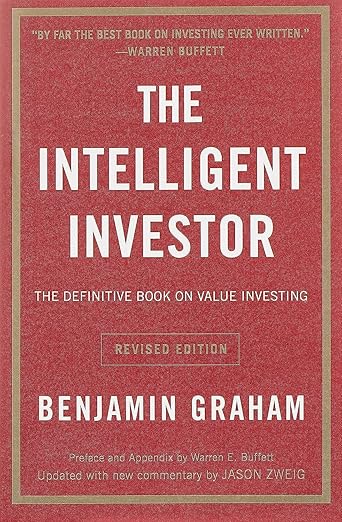 "BY FAR THE BEST BOOK ON INVESTING EVER WRITTEN."
—WARREN BUFFETT
THE
INTELLIGENT
INVESTOR
THE DEFINITIVE BOOK ON VALUE INVESTING
REVISED EDITION
BENJAMIN GRAHAM
Preface and Appendix by Warren E. Buffett
Updated with new commentary by JASON ZWEIG